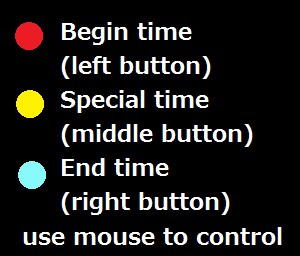 Begin time
(left button)
Special time
(middle button)
End time
(right button)
use mouse to control